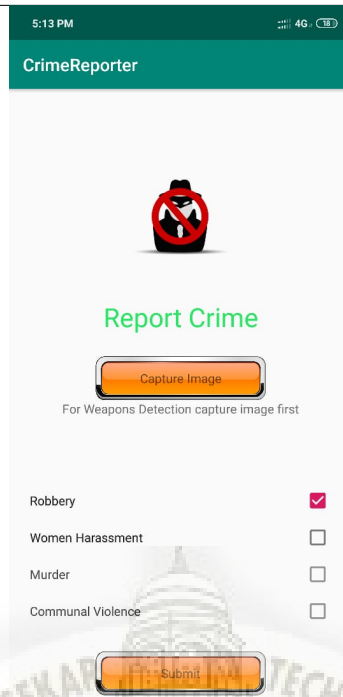 5:13 PM 4G 18
CrimeReporter
Report Crime
Capture Image
For Weapons Detection capture image first
Robbery
Women Harassment
Murder
Communal Violence
Submit